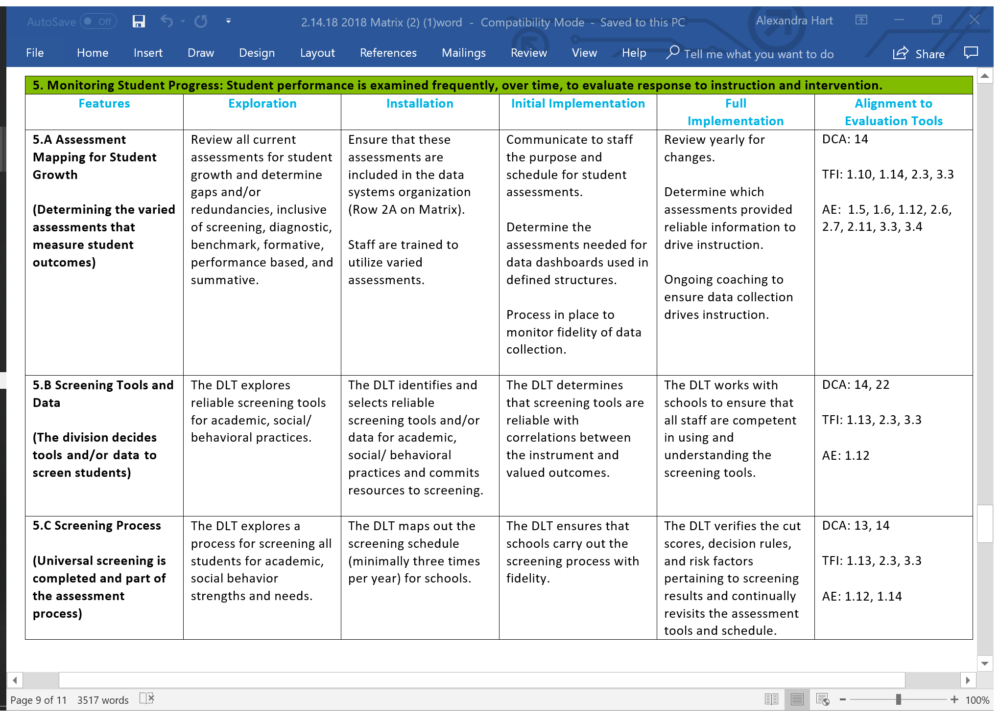 AutoSave Off 2.14.18 2018 Matrix (2) (1)word - Compatibility Mode - Saved to this PC Alexandra Hart
File Home Insert Draw Design Layout References Mailings Review View Help Tell me what you want to do Share
5. Monitoring Student Progress: Student performance is examined frequently, over time, to evaluate response to instruction and intervention.
Features
Exploration
Installation
Initial Implementation
Full
Implementation
Alignment to
Evaluation Tools
5.A Assessment
Mapping for Student
Growth
(Determining the varied
assessments that
measure student
outcomes)
Review all current
assessments for student
growth and determine
gaps and/or
redundancies, inclusive
of screening, diagnostic,
benchmark, formative,
performance based, and
summative.
Ensure that these
assessments are
included in the data
systems organization
(Row 2A on Matrix).
Staff are trained to
utilize varied
assessments.
Communicate to staff
the purpose and
schedule for student
assessments.
Determine the
assessments needed for
data dashboards used in
defined structures.
Process in place to
monitor fidelity of data
collection.
Review yearly for
changes.
Determine which
assessments provided
reliable information to
drive instruction.
Ongoing coaching to
ensure data collection
drives instruction.
DCA: 14
TFI: 1.10, 1.14, 2.3, 3.3
AE:  1.5, 1.6, 1.12, 2.6,
2.7, 2.11, 3.3, 3.4
5.B Screening Tools and
Data
(The division decides
tools and/or data to
screen students)
The DLT explores
reliable screening tools
for academic, social/
behavioral practices.
The DLT identifies and
selects reliable
screening tools and/or
data for academic,
social/ behavioral
practices and commits
resources to screening.
The DLT determines
that screening tools are
reliable with
correlations between
the instrument and
valued outcomes.
The DLT works with
schools to ensure that
all staff are competent
in using and
understanding the
screening tools.
DCA: 14, 22
TFI: 1.13, 2.3, 3.3
AE: 1.12
5.C Screening Process
(Universal screening is
completed and part of
the assessment
process)
The DLT explores a
process for screening all
students for academic,
social behavior
strengths and needs.
The DLT maps out the
screening schedule
(minimally three times
per year) for schools.
The DLT ensures that
schools carry out the
screening process with
fidelity.
The DLT verifies the cut
scores, decision rules,
and risk factors
pertaining to screening
results and continually
revisits the assessment
tools and schedule.
DCA: 13, 14
TFI: 1.13, 2.3, 3.3
AE: 1.12, 1.14
Page 9 of 11 3517 words 100%